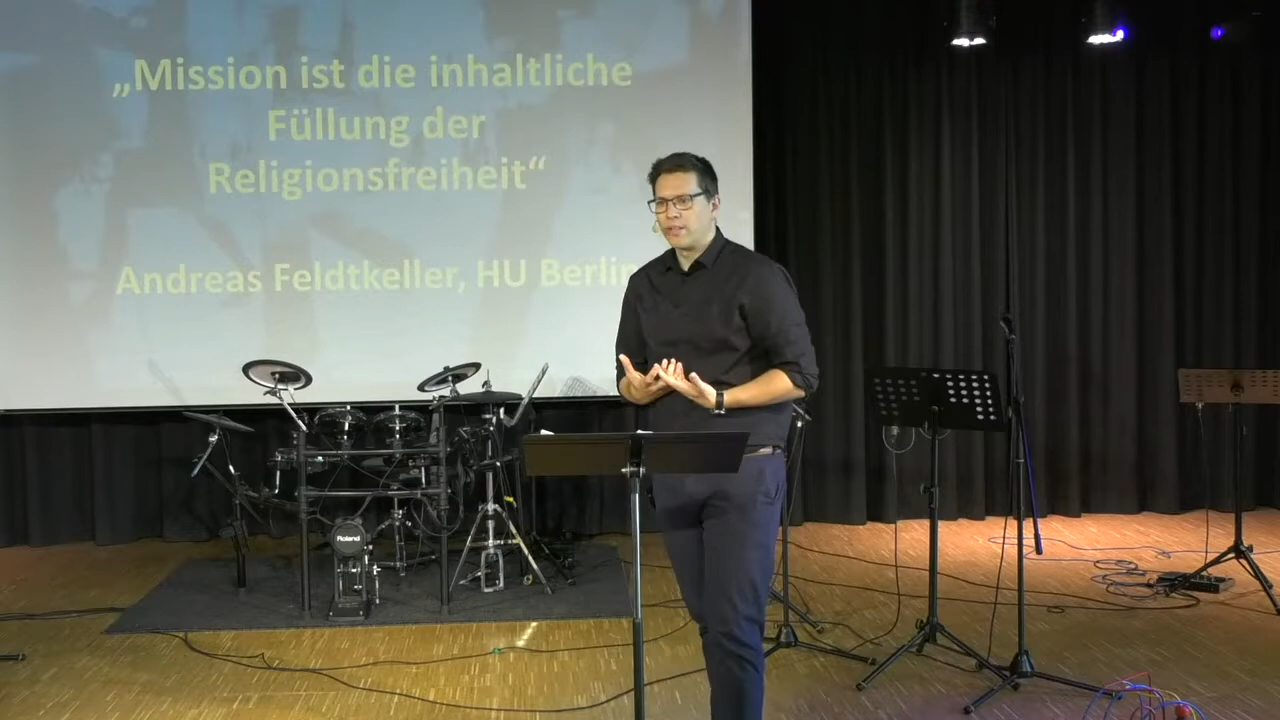 „Mission ist die inhaltliche
Füllung der
Religionsfreiheit“
Andreas Feldtkeller, HU Berlin
Roland